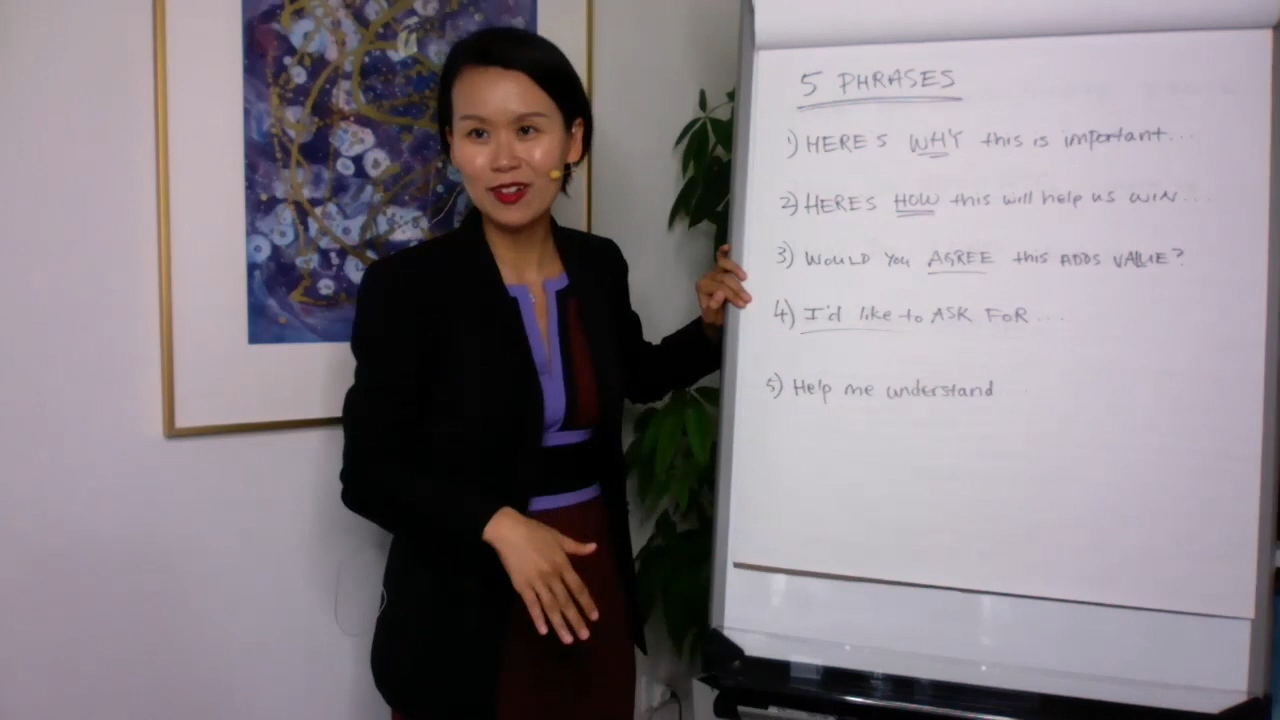 5 PHRASES
1) HERE'S WHY this is important...
2) HERES HOW this will help us WIN...
3) WOULD YOU AGREE this ADDS VALUE?
4) I'd like to ASK FOR...
5) Help me understand